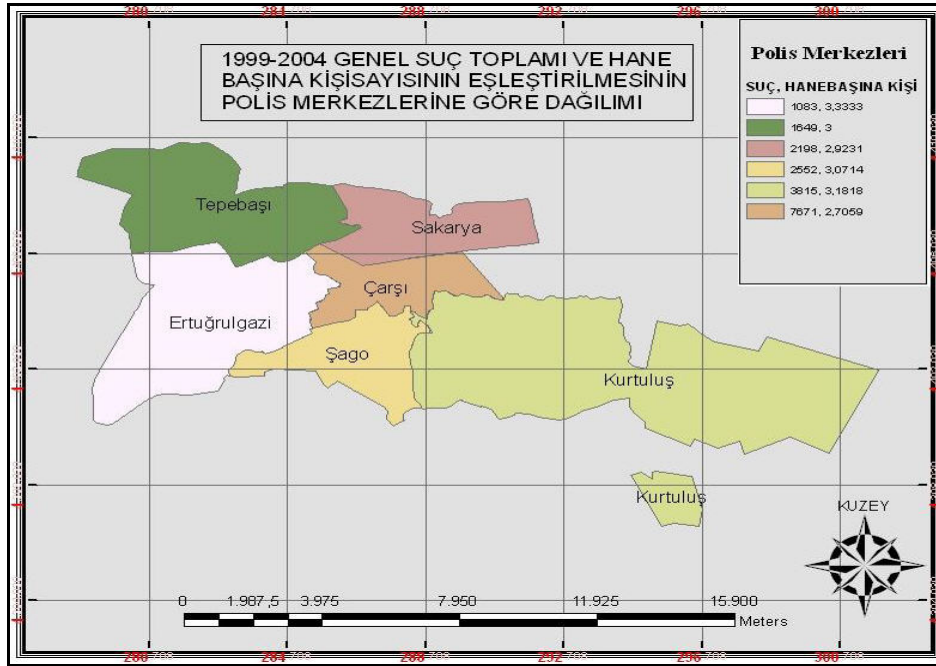 1999-2004 GENEL SUÇ TOPLAMI VE HANE
BAŞINA KİŞİSAYISININ EŞLEŞTİRİLMESİNİN
POLİS MERKEZLERİNE GÖRE DAĞILIMI
Polis Merkezleri
SUÇ, HANEBAŞINA KİŞİ
1083, 3,3333
1649, 3
2198, 2,9231
2552, 3,0714
3815, 3,1818
7671, 2,7059
Tepebaşı
Sakarya
Çarşı
Ertuğrulgazi
Şago
Kurtuluş
Kurtuluş
KUZEY
0 1.987,5 3.975 7.950 11.925 15.900
Meters